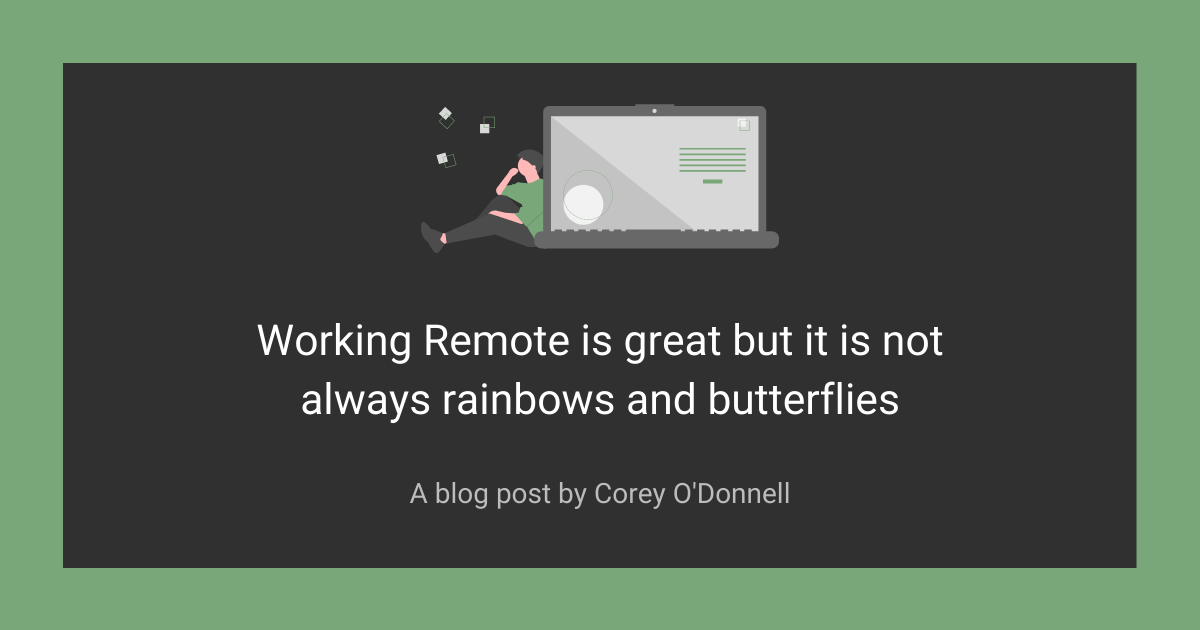 Working Remote is great but it is not
always rainbows and butterflies
A blog post by Corey O'Donnell